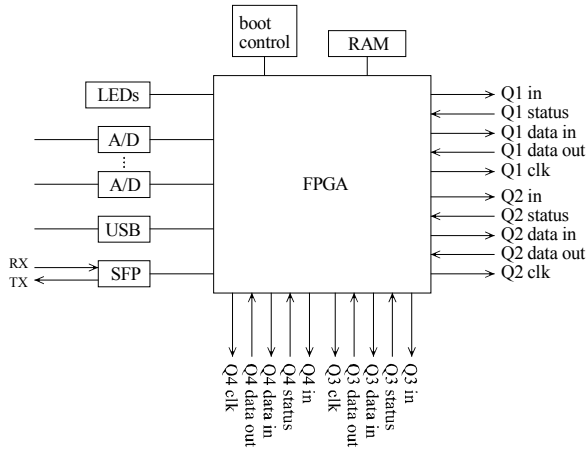 boot
control
RAM
LEDs
A/D
A/D
USB
RX
TX
SFP
FPGA
Q1 in
Q1 status
Q1 data in
Q1 data out
Q1 clk
Q2 in
Q2 status
Q2 data in
Q2 data out
Q2 clk
Q4 clk
Q4 data out
Q4 data in
Q4 status
Q4 in
Q3 clk
Q3 data out
Q3 data in
Q3 status
Q3 in